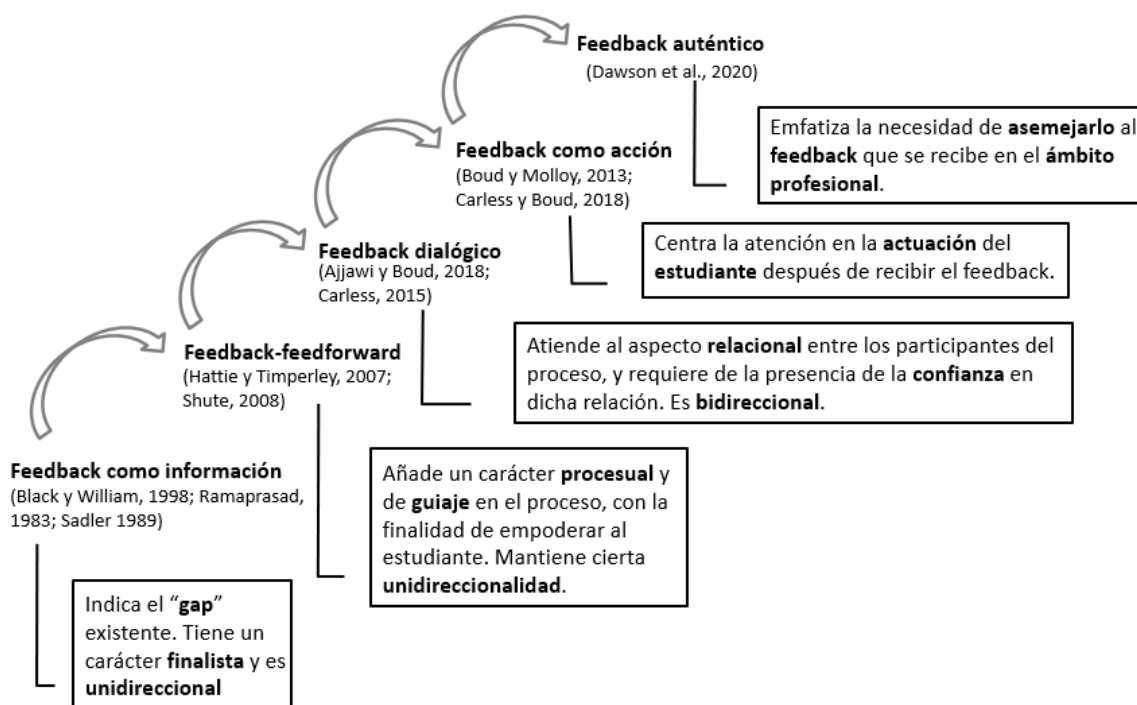 Feedback auténtico
(Dawson et al., 2020)
Emfatiza la necesidad de asemejarlo al
feedback que se recibe en el ámbito
profesional.
Feedback como acción
(Boud y Molloy, 2013;
Carless y Boud, 2018)
Centra la atención en la actuación del
estudiante después de recibir el feedback.
Feedback dialógico
(Ajjawi y Boud, 2018;
Carless, 2015)
Atiende al aspecto relacional entre los participantes del
proceso, y requiere de la presencia de la confianza en
dicha relación. Es bidireccional.
Feedback-feedforward
(Hattie y Timperley, 2007;
Shute, 2008)
Añade un carácter procesual y
de guiaje en el proceso, con la
finalidad de empoderar al
estudiante. Mantiene cierta
unidireccionalidad.
Feedback como información
(Black y William, 1998; Ramaprasad,
1983; Sadler 1989)
Indica el “gap”
existente. Tiene un
carácter finalista y es
unidireccional